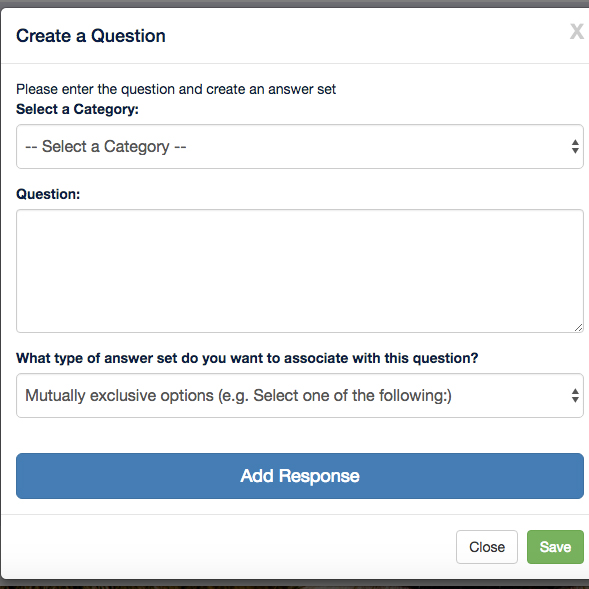 Create a Question
X
Please enter the question and create an answer set
Select a Category:
-- Select a Category --
Question:
What type of answer set do you want to associate with this question?
Mutually exclusive options (e.g. Select one of the following:)
Add Response
Close
Save